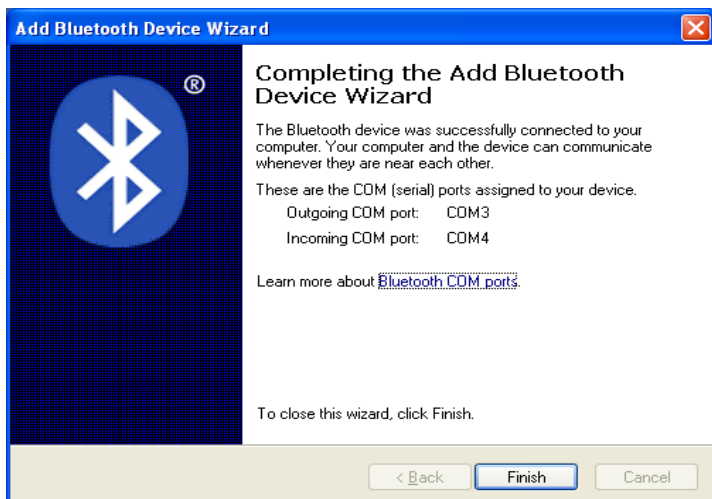 Add Bluetooth Device Wizard
®
Completing the Add Bluetooth
Device Wizard
The Bluetooth device was successfully connected to your
computer. Your computer and the device can communicate
whenever they are near each other.
These are the COM (serial) ports assigned to your device.
Outgoing COM port: COM3
Incoming COM port: COM4
Learn more about Bluetooth COM ports.
To close this wizard, click Finish.
< Back Finish Cancel